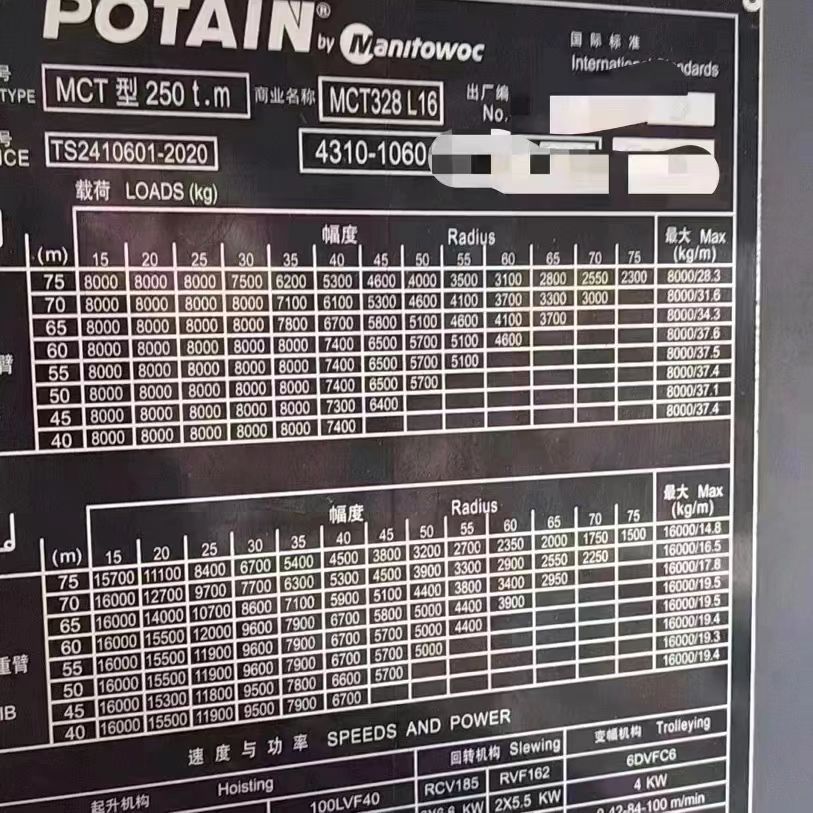 POTAIN® by Manitowoc
国际标准
号
TYPE MCT 型 250 t.m 商业名称 MCT328 L16 出厂编
No.
号
CE TS2410601-2020 4310-1060
载荷 LOADS (kg)
幅度 Radius 最大 Max
(kg/m)
(m) 15 20 25 30 35 40 45 50 55 60 65 70 75
75 8000 8000 8000 7500 6200 5300 4600 4000 3500 3100 2800 2550 2300 8000/28.3
70 8000 8000 8000 8000 7100 6100 5300 4600 4100 3700 3300 3000 8000/31.6
65 8000 8000 8000 8000 7800 6700 5800 5100 4600 4100 3700 8000/34.3
60 8000 8000 8000 8000 8000 7400 6500 5700 5100 4600 8000/37.6
臂 55 8000 8000 8000 8000 8000 7400 6500 5700 5100 8000/37.5
50 8000 8000 8000 8000 8000 7400 6500 5700 8000/37.4
45 8000 8000 8000 8000 8000 7300 6400 8000/37.1
40 8000 8000 8000 8000 8000 7400 8000/37.4
幅度 Radius 最大 Max
(kg/m)
(m) 15 20 25 30 35 40 45 50 55 60 65 70 75
75 15700 11100 8400 6700 5400 4500 3800 3200 2700 2350 2000 1750 1500 16000/14.8
70 16000 12700 9700 7700 6300 5300 4500 3900 3300 2900 2550 2250 16000/16.5
65 16000 14000 10700 8600 7100 5900 5100 4400 3800 3400 2950 16000/17.8
60 16000 15500 12000 9600 7900 6700 5800 5000 4400 3900 16000/19.5
重臂 55 16000 15500 11900 9600 7900 6700 5700 5000 4400 16000/19.5
50 16000 15500 11900 9600 7900 6700 5700 5000 16000/19.4
IB 45 16000 15300 11800 9500 7800 6600 5700 16000/19.3
40 16000 15500 11900 9500 7900 6700 16000/19.4
速度与功率 SPEEDS AND POWER
起升机构 Hoisting 回转机构 Slewing 变幅机构 Trolleying
100LVF40 RCV185 RVF162 6DVFC6
KW 2X5.5 KW 4 KW
-84-100 m/min